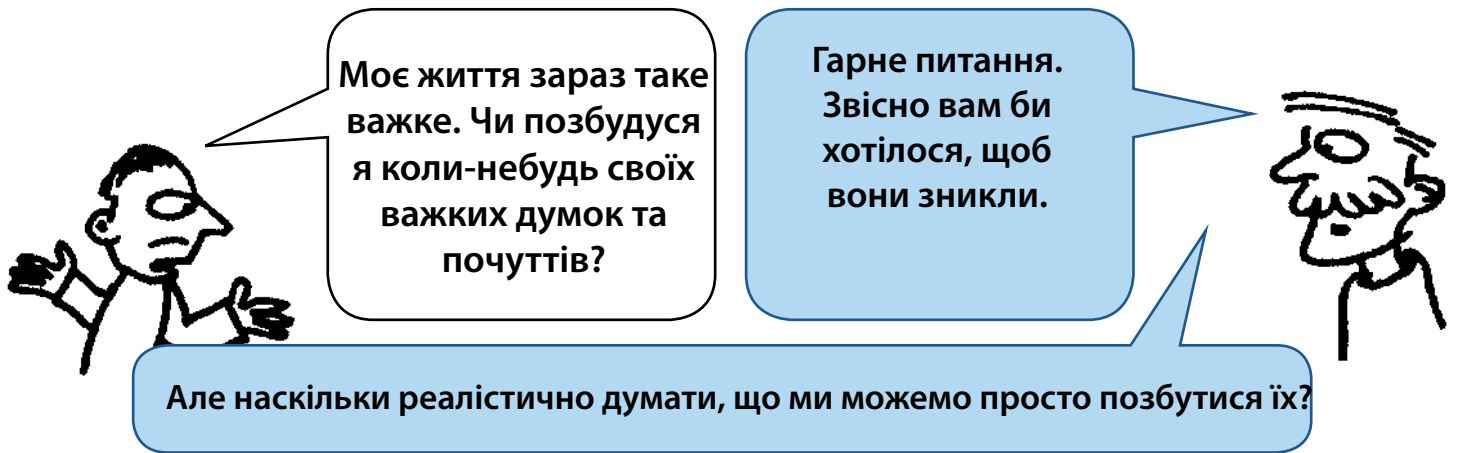 Моє життя зараз таке
важке. Чи позбудуся
я коли-небудь своїх
важких думок та
почуттів?
Гарне питання.
Звісно вам би
хотілося, щоб
вони зникли.
Але наскільки реалістично думати, що ми можемо просто позбутися їх?